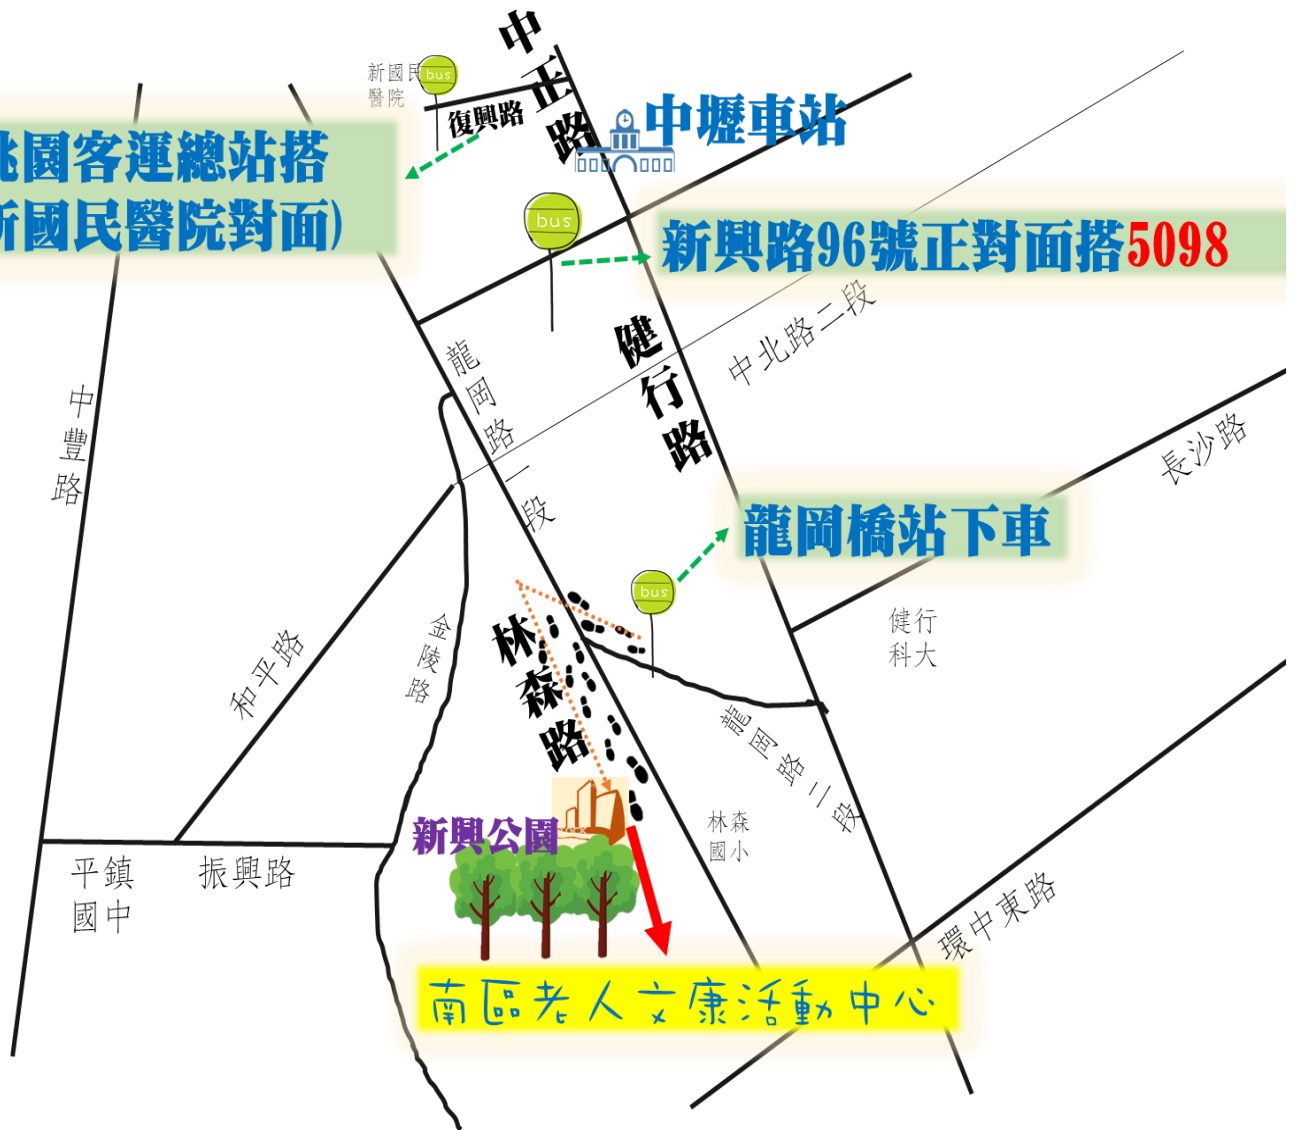 中正路
新國民
醫院
bus
復興路
中壢車站
桃園客運總站搭
新國民醫院對面)
bus
新興路96號正對面搭5098
中北路二段
健行路
龍岡路一段
中豐路
長沙路
龍岡橋站下車
bus
健行
科大
金陵路
和平路
林森路
龍岡路二段
林森
國小
新興公園
平鎮
國中
振興路
環中東路
南區老人文康活動中心